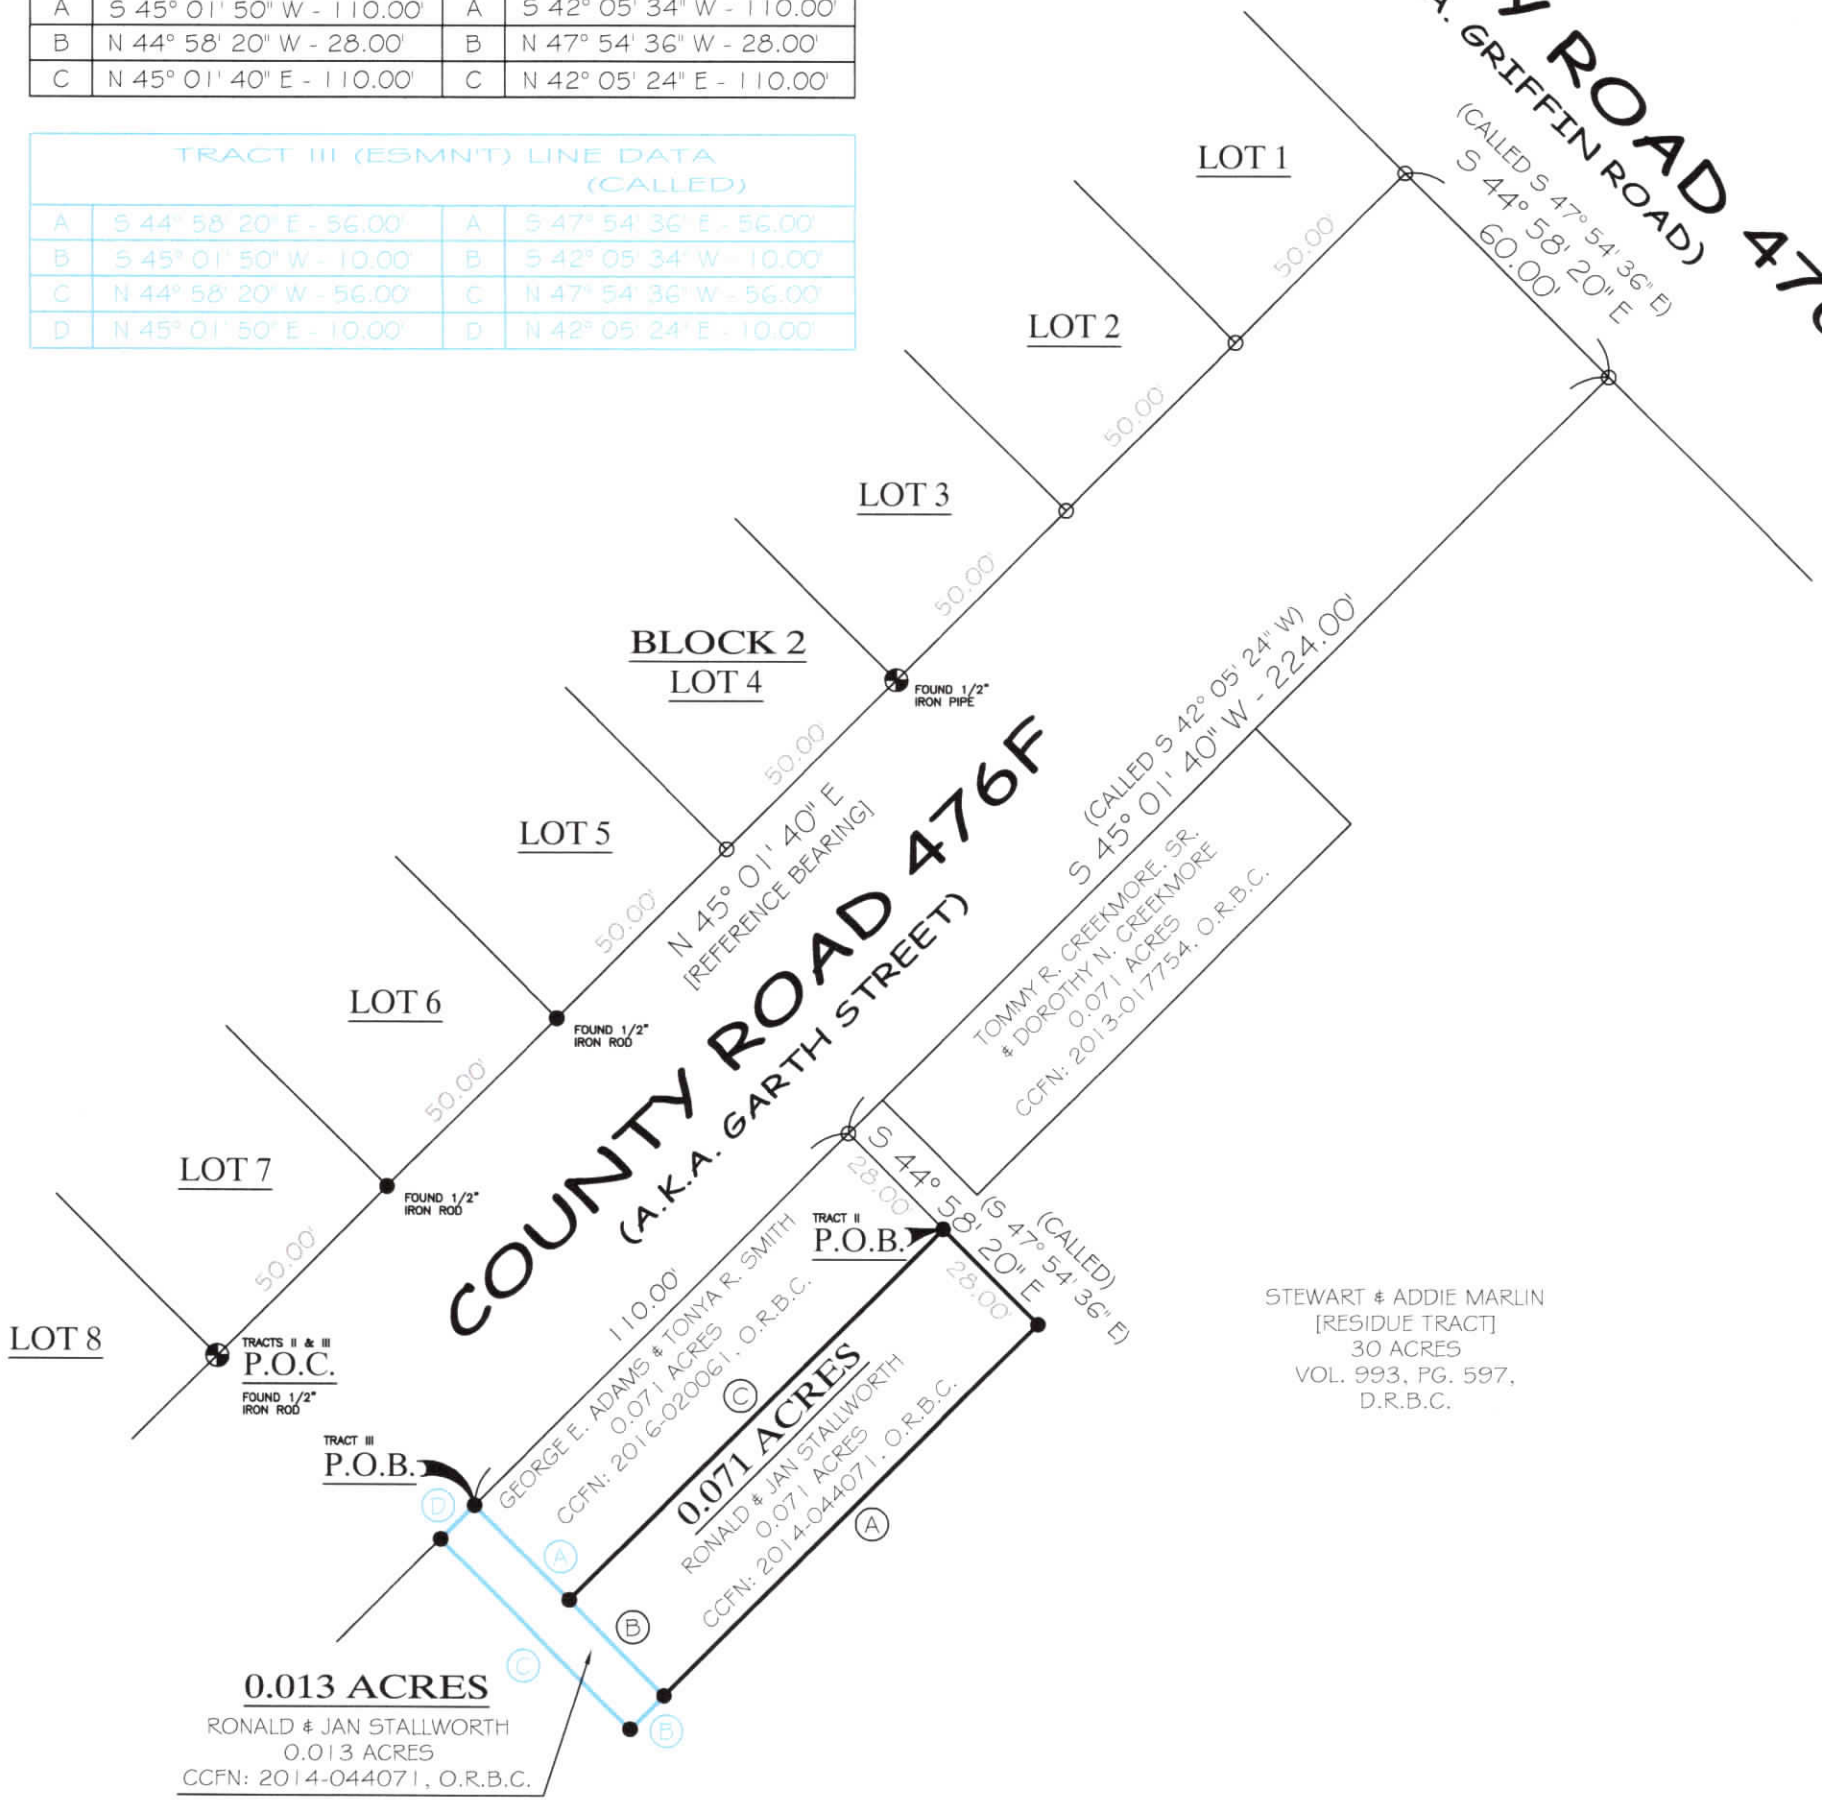 A S 45° 01' 50" W - 110.00' A S 42° 05' 34" W - 110.00'
B N 44° 58' 20" W - 28.00' B N 47° 54' 36" W - 28.00'
C N 45° 01' 40" E - 110.00' C N 42° 05' 24" E - 110.00'
TRACT III (ESMN'T) LINE DATA
(CALLED)
A S 44° 58' 20" E - 56.00' A S 47° 54' 36" E - 56.00'
B S 45° 01' 50" W - 10.00' B S 42° 05' 34" W - 10.00'
C N 44° 58' 20" W - 56.00' C N 47° 54' 36" W - 56.00'
D N 45° 01' 50" E - 10.00' D N 42° 05' 24" E - 10.00'
Y ROAD 476
A. GRIFFIN ROAD)
(CALLED S 47° 54' 36" E)
S 44° 58' 20" E
60.00'
LOT 1
50.00'
LOT 2
50.00'
LOT 3
50.00'
BLOCK 2
LOT 4
FOUND 1/2"
IRON PIPE
50.00'
LOT 5
50.00'
N 45° 01' 40" E
[REFERENCE BEARING]
COUNTY ROAD 476F
(A.K.A. GARTH STREET)
(CALLED S 42° 05' 24" W)
S 45° 01' 40" W - 224.00'
TOMMY R. CREEKMORE, SR.
& DOROTHY N. CREEKMORE
0.071 ACRES
CCFN: 2013-017754, O.R.B.C.
LOT 6
FOUND 1/2"
IRON ROD
50.00'
LOT 7
FOUND 1/2"
IRON ROD
50.00'
LOT 8
TRACTS II & III
P.O.C.
FOUND 1/2"
IRON ROD
S 44° 58' 20" E
(CALLED)
(S 47° 54' 36" E)
28.00'
28.00'
TRACT II
P.O.B.
110.00'
GEORGE E. ADAMS & TONYA R. SMITH
0.071 ACRES
CCFN: 2016-020061, O.R.B.C.
C
0.071 ACRES
RONALD & JAN STALLWORTH
0.071 ACRES
CCFN: 2014-044071, O.R.B.C.
A
STEWART & ADDIE MARLIN
[RESIDUE TRACT]
30 ACRES
VOL. 993, PG. 597,
D.R.B.C.
TRACT III
P.O.B.
D
A
B
C
B
0.013 ACRES
RONALD & JAN STALLWORTH
0.013 ACRES
CCFN: 2014-044071, O.R.B.C.